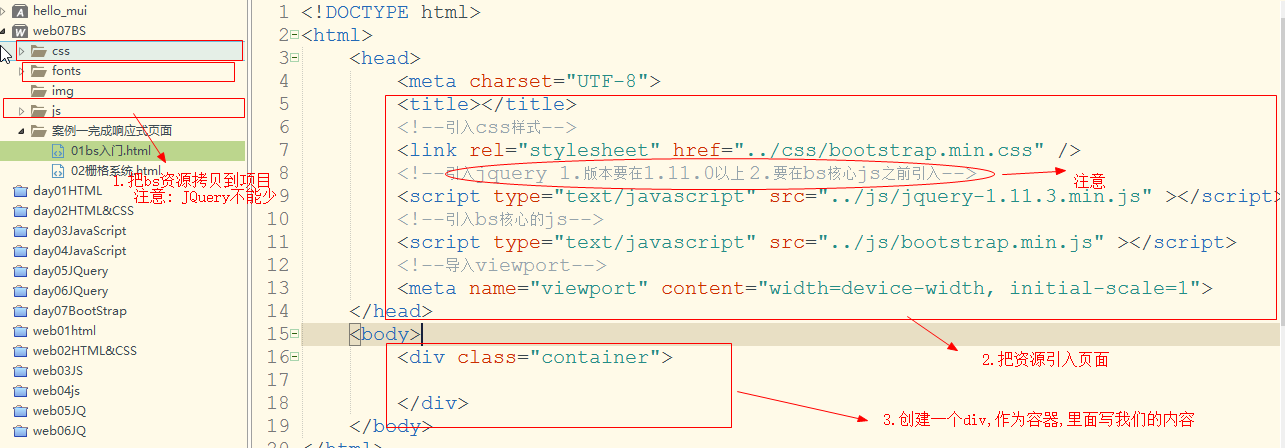 hello_mui
web07BS
css
fonts
img
js
案例一完成响应式页面
01bs入门.html
02栅格系统.html
1.把bs资源拷贝到项目
注意: JQuery不能少
day01HTML
day02HTML&CSS
day03JavaScript
day04JavaScript
day05JQuery
day06JQuery
day07BootStrap
web01html
web02HTML&CSS
web03JS
web04js
web05JQ
web06JQ
1 <!DOCTYPE html>
2 <html>
3 <head>
4 <meta charset="UTF-8">
5 <title></title>
6 <!--引入css样式-->
7 <link rel="stylesheet" href="../css/bootstrap.min.css" />
8 <!--引入jquery 1.版本要在1.11.0以上 2.要在bs核心js之前引入-->
注意
9 <script type="text/javascript" src="../js/jquery-1.11.3.min.js" ></script>
10 <!--引入bs核心的js-->
11 <script type="text/javascript" src="../js/bootstrap.min.js" ></script>
12 <!--导入viewport-->
13 <meta name="viewport" content="width=device-width, initial-scale=1">
14 </head>
15 <body>
16 <div class="container">
2.把资源引入页面
17
18 </div>
3.创建一个div,作为容器,里面写我们的内容
19 </body>
20 </html>